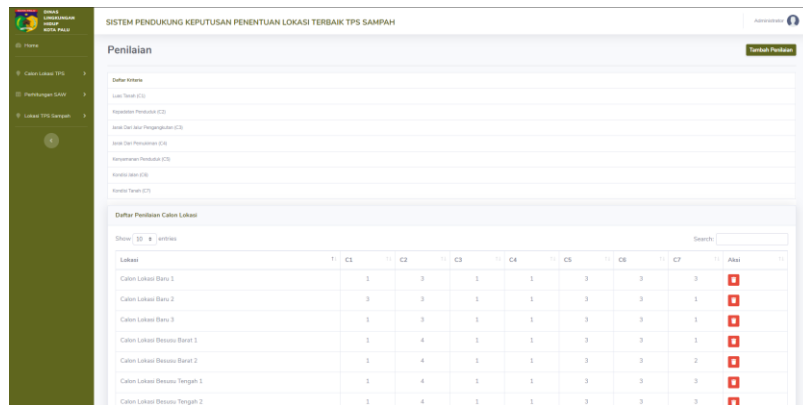 DINAS
LINGKUNGAN
HIDUP
KOTA PALU
SISTEM PENDUKUNG KEPUTUSAN PENENTUAN LOKASI TERBAIK TPS SAMPAH
Administrator
Home
Calon Lokasi TPS
Perhitungan SAW
Lokasi TPS Sampah
Penilaian
Tambah Penilaian
Daftar Kriteria
Luas Tanah (C1)
Kepadatan Penduduk (C2)
Jarak Dari Jalur Pengangkutan (C3)
Jarak Dari Pemukiman (C4)
Kenyamanan Penduduk (C5)
Kondisi Jalan (C6)
Kondisi Tanah (C7)
Daftar Penilaian Calon Lokasi
Show 10 entries
Search:
Lokasi C1 C2 C3 C4 C5 C6 C7 Aksi
Calon Lokasi Baru 1 1 3 1 1 3 3 3
Calon Lokasi Baru 2 3 3 1 1 3 3 1
Calon Lokasi Baru 3 1 3 1 1 3 3 1
Calon Lokasi Besusu Barat 1 1 4 1 1 3 3 1
Calon Lokasi Besusu Barat 2 1 4 1 1 3 3 2
Calon Lokasi Besusu Tengah 1 1 4 1 1 3 3 3
Calon Lokasi Besusu Tengah 2 1 4 1 1 3 3 3